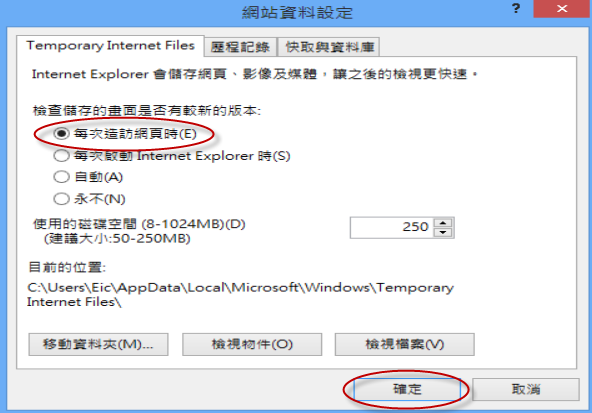 網站資料設定
?
Temporary Internet Files 歷程記錄 快取與資料庫
Internet Explorer 會儲存網頁、影像及媒體，讓之後的檢視更快速。
檢查儲存的畫面是否有較新的版本:
每次造訪網頁時(E)
每次啟動 Internet Explorer 時(S)
自動(A)
永不(N)
使用的磁碟空間 (8-1024MB)(D) 250
(建議大小:50-250MB)
目前的位置:
C:\Users\Eic\AppData\Local\Microsoft\Windows\Temporary
Internet Files\
移動資料夾(M)... 檢視物件(O) 檢視檔案(V)
確定 取消